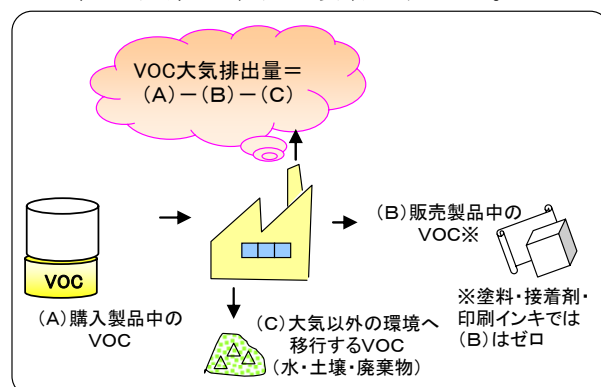 VOC大気排出量＝
(A)－(B)－(C)
(B)販売製品中の
VOC※
VOC
(A)購入製品中の
VOC
(C)大気以外の環境へ
移行するVOC
(水・土壌・廃棄物)
※塗料・接着剤・
印刷インキでは
(B)はゼロ